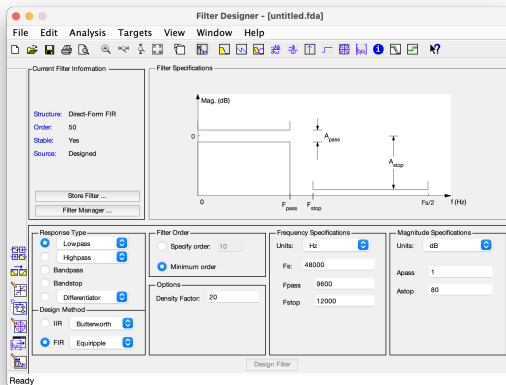 Filter Designer - [untitled.fda]
File Edit Analysis Targets View Window Help
Current Filter Information
Structure: Direct-Form FIR
Order: 50
Stable: Yes
Source: Designed
Store Filter ...
Filter Manager ...
Filter Specifications
Mag. (dB)
0
A pass
A stop
0
F pass
F stop
Fs/2
f (Hz)
Response Type
Lowpass
Highpass
Bandpass
Bandstop
Differentiator
Design Method
IIR Butterworth
FIR Equiripple
Filter Order
Specify order: 10
Minimum order
Options
Density Factor: 20
Frequency Specifications
Units: Hz
Fs: 48000
Fpass 9600
Fstop 12000
Magnitude Specifications
Units: dB
Apass 1
Astop 80
Design Filter
Ready